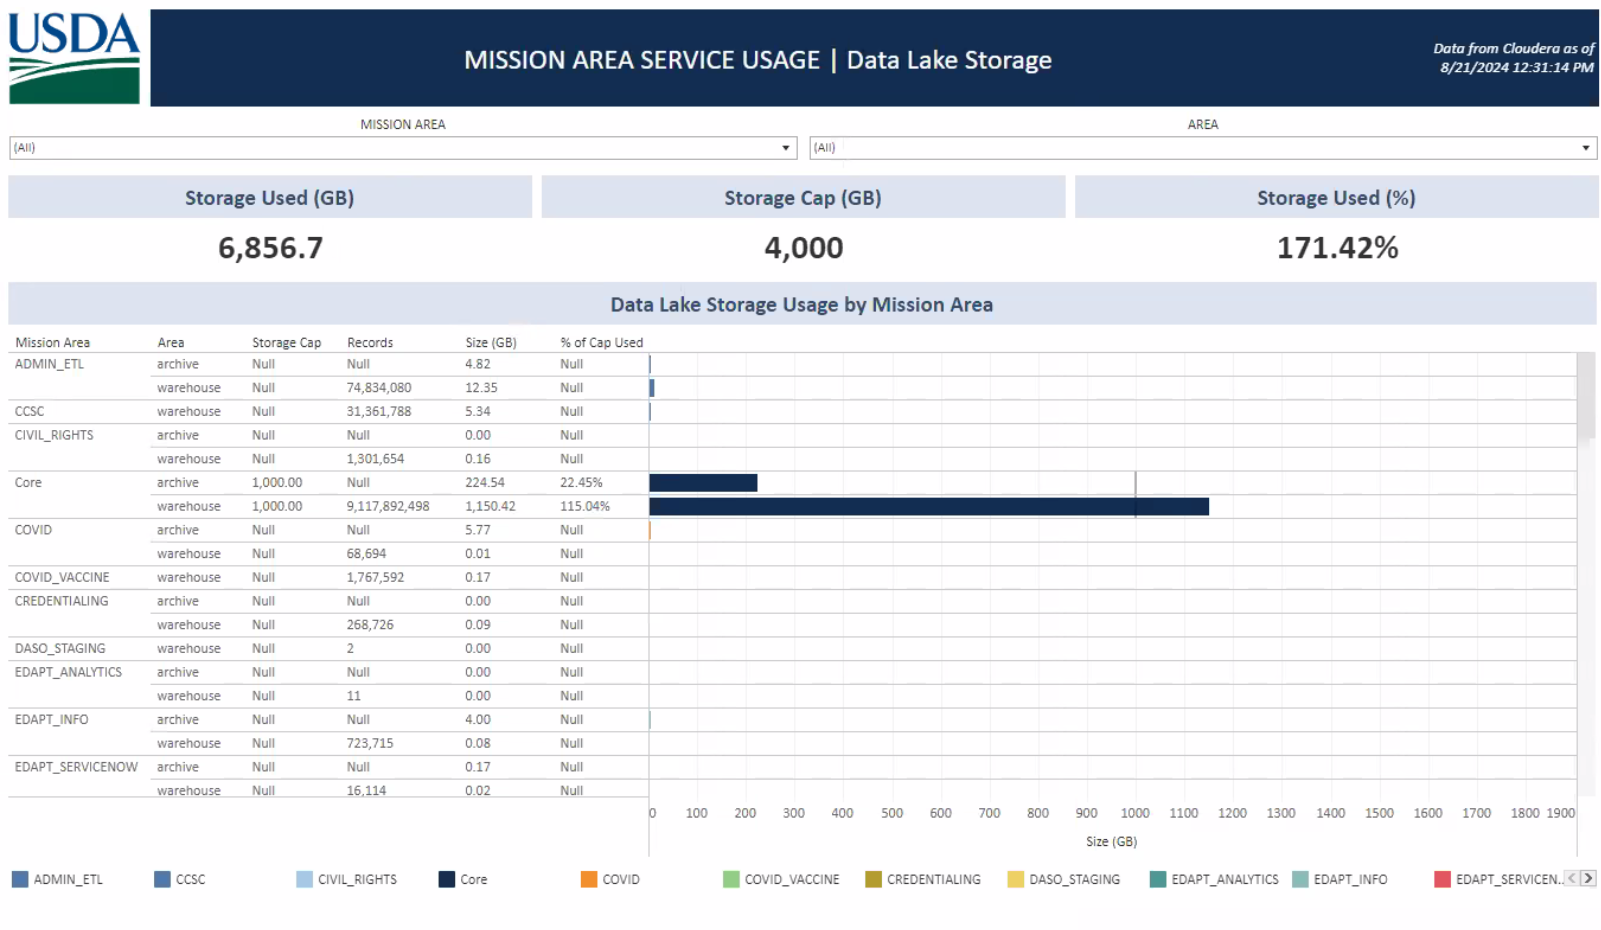 USDA
MISSION AREA SERVICE USAGE | Data Lake Storage
Data from Cloudera as of
8/21/2024 12:31:14 PM
MISSION AREA
AREA
(All)
(All)
Storage Used (GB)
Storage Cap (GB)
Storage Used (%)
6,856.7
4,000
171.42%
Data Lake Storage Usage by Mission Area
Mission Area Area Storage Cap Records Size (GB) % of Cap Used
ADMIN_ETL archive Null Null 4.82 Null
warehouse Null 74,834,080 12.35 Null
CCSC warehouse Null 31,361,788 5.34 Null
CIVIL_RIGHTS archive Null Null 0.00 Null
warehouse Null 1,301,654 0.16 Null
Core archive 1,000.00 Null 224.54 22.45%
warehouse 1,000.00 9,117,892,498 1,150.42 115.04%
COVID archive Null Null 5.77 Null
warehouse Null 68,694 0.01 Null
COVID_VACCINE warehouse Null 1,767,592 0.17 Null
CREDENTIALING archive Null Null 0.00 Null
warehouse Null 268,726 0.09 Null
DASO_STAGING warehouse Null 2 0.00 Null
EDAPT_ANALYTICS archive Null Null 0.00 Null
warehouse Null 11 0.00 Null
EDAPT_INFO archive Null Null 4.00 Null
warehouse Null 723,715 0.08 Null
EDAPT_SERVICENOW archive Null Null 0.17 Null
warehouse Null 16,114 0.02 Null
0 100 200 300 400 500 600 700 800 900 1000 1100 1200 1300 1400 1500 1600 1700 1800 1900
Size (GB)
ADMIN_ETL CCSC CIVIL_RIGHTS Core COVID COVID_VACCINE CREDENTIALING DASO_STAGING EDAPT_ANALYTICS EDAPT_INFO EDAPT_SERVICEN..